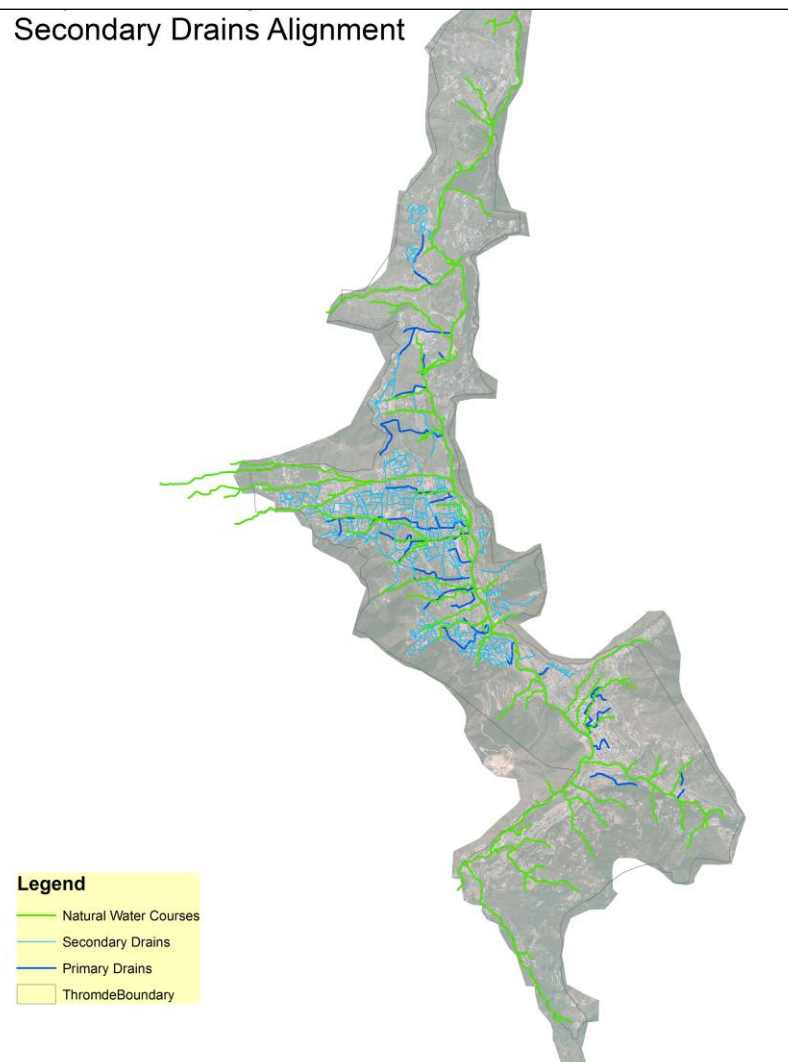 Secondary Drains Alignment
Legend
Natural Water Courses
Secondary Drains
Primary Drains
ThromdeBoundary